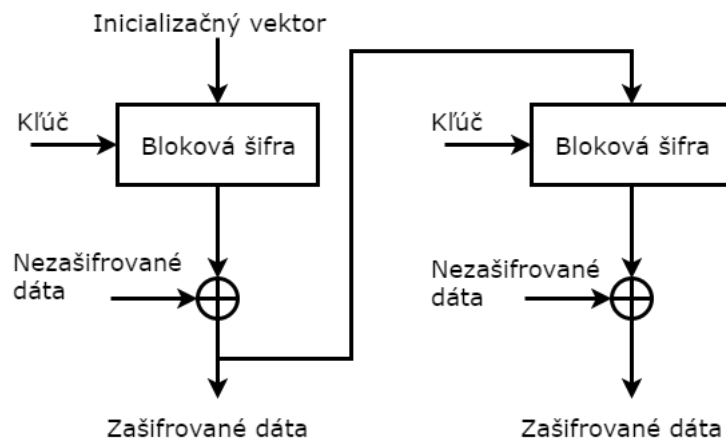 Inicializačný vektor
Kľúč
Bloková šifra
Kľúč
Bloková šifra
Nezašifrované
dáta
Nezašifrované
dáta
Zašifrované dáta
Zašifrované dáta